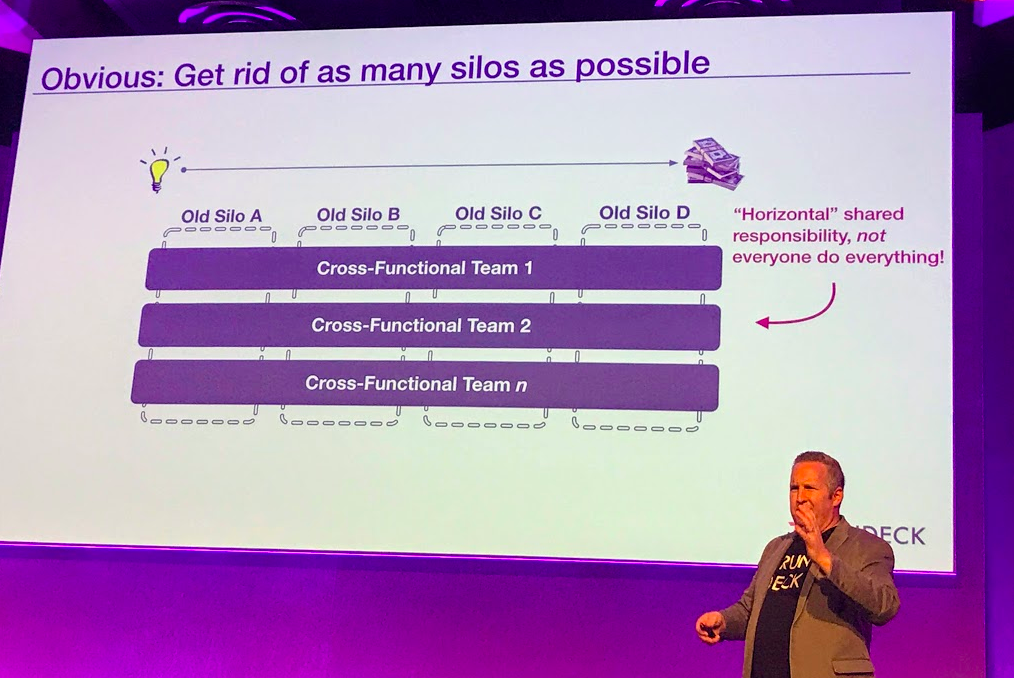 Obvious: Get rid of as many silos as possible
Old Silo A Old Silo B Old Silo C Old Silo D
"Horizontal" shared
responsibility, not
everyone do everything!
Cross-Functional Team 1
Cross-Functional Team 2
Cross-Functional Team n
DECK
RUN
DECK